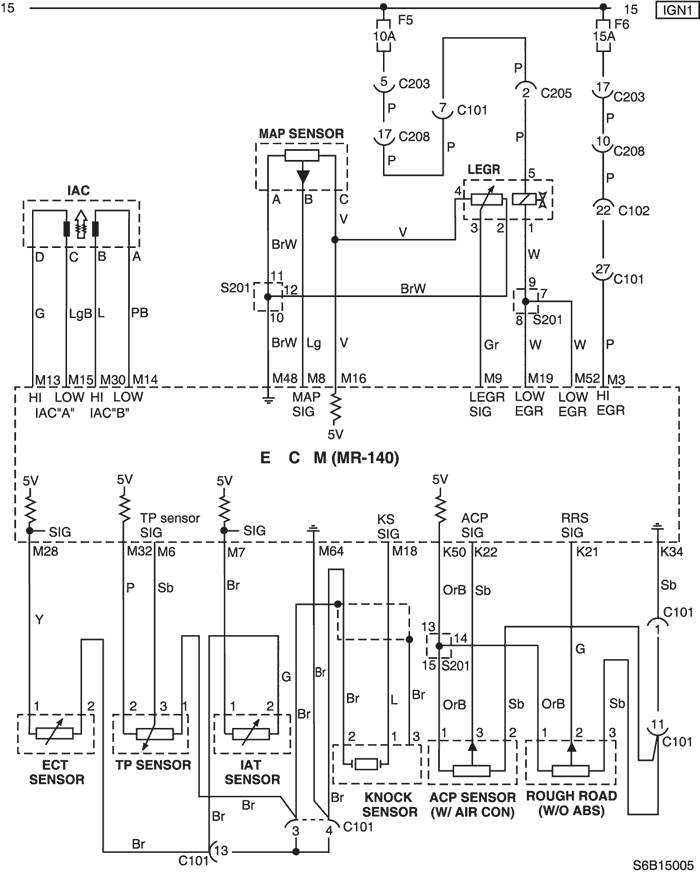 15 15 IGN1
F5 F6
10A 15A
5 C203 P 17 C203
P 7 C101 2 C205 P
17 C208 10 C208
P P P P
MAP SENSOR LEGR 5
IAC 4 22 C102
A B C 3 2 1
V V W
D C B A BrW 27 C101
11 9
S201 12 BrW 7
10 8 S201
G LgB L PB BrW Lg V Gr W W P
M13 M15 M30 M14 M48 M8 M16 M9 M19 M52 M3
HI LOW HI LOW MAP LEGR LOW LOW HI
IAC"A" IAC"B" SIG SIG EGR EGR EGR
5V
E C M (MR-140)
5V 5V 5V 5V
TP sensor KS ACP RRS
SIG SIG SIG SIG SIG SIG
M28 M32 M6 M7 M64 M18 K50 K22 K21 K34
P Sb Br OrB Sb Sb
Y C101
1
13 14
15 S201
G Br G
1 2 2 3 1 1 2 Br Br L Br OrB Sb OrB Sb
2 1 3 1 3 2 1 2 3 11
C101
ECT TP SENSOR IAT
SENSOR SENSOR
KNOCK ACP SENSOR ROUGH ROAD
SENSOR (W/ AIR CON) (W/O ABS)
Br Br Br
3 4 C101
Br C101 13
S6B15005